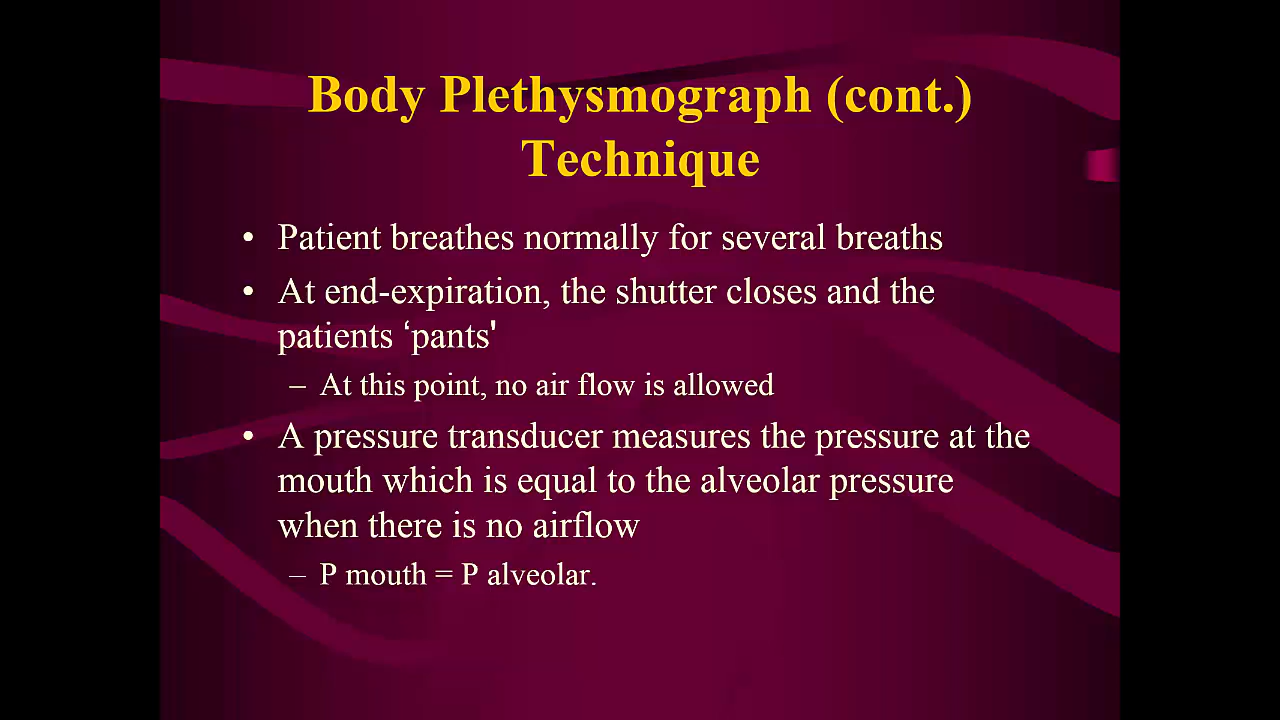 Body Plethysmograph (cont.)
Technique
• Patient breathes normally for several breaths
• At end-expiration, the shutter closes and the
patients ‘pants'
– At this point, no air flow is allowed
• A pressure transducer measures the pressure at the
mouth which is equal to the alveolar pressure
when there is no airflow
– P mouth = P alveolar.